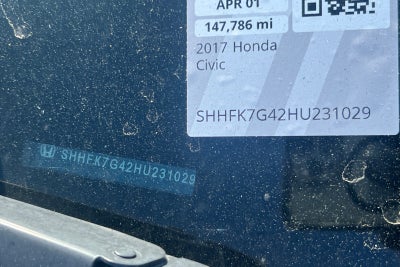 APR 01
147,786 mi
2017 Honda
Civic
SHHFK7G42HU231029
SHHFK7G42HU231029